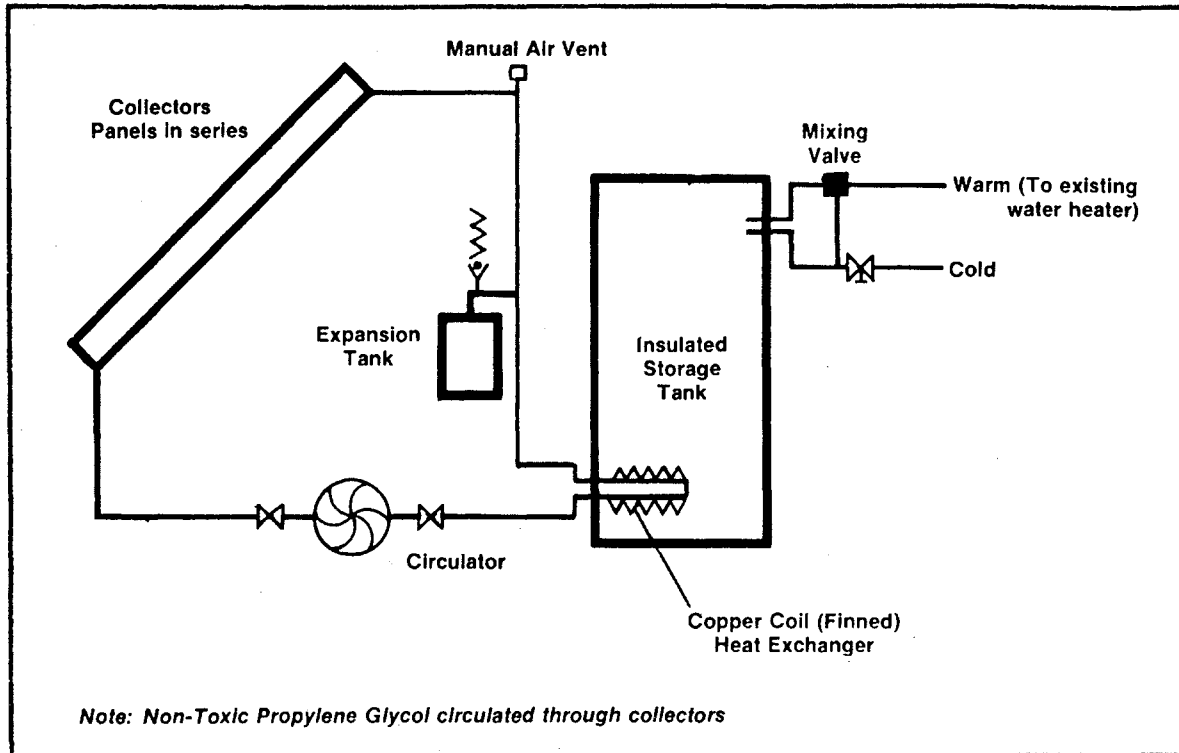 Manual Air Vent
Collectors
Panels in series
Mixing
Valve
Warm (To existing
water heater)
Cold
Expansion
Tank
Insulated
Storage
Tank
Circulator
Copper Coil (Finned)
Heat Exchanger
Note: Non-Toxic Propylene Glycol circulated through collectors